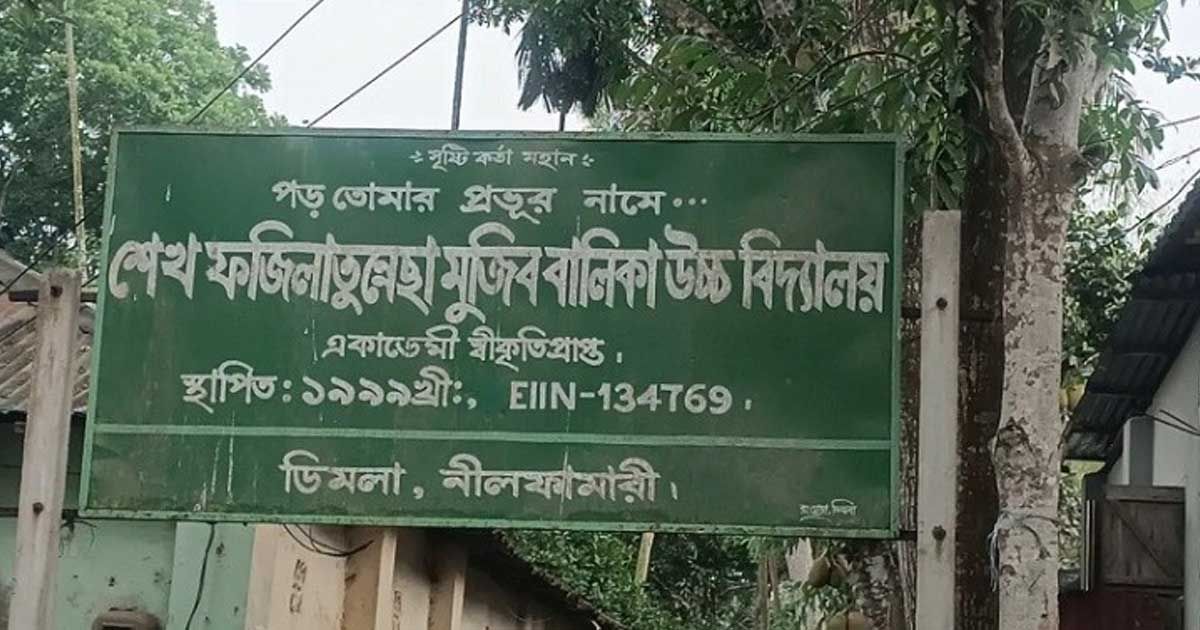 সৃষ্টি কর্তা মহান
পড় তোমার প্রভূর নামে...
শেখ ফজিলাতুন্নেছা মুজিব বালিকা উচ্চ বিদ্যালয়
একাডেমী স্বীকৃতিপ্রাপ্ত।
স্থাপিত: ১৯৯৯খ্রী:, EIIN-134769.
ডিমলা, নীলফামারী।